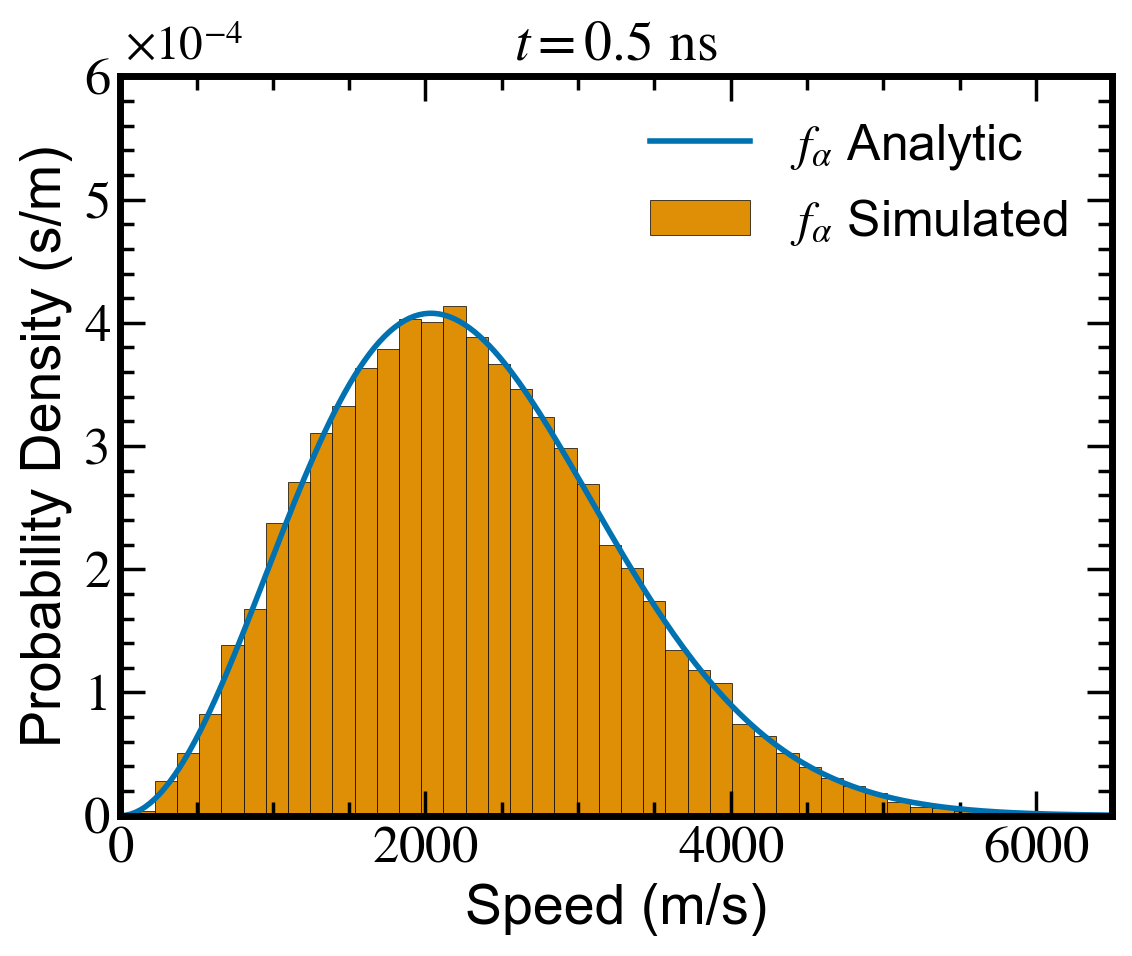 ×10⁻⁴
t = 0.5 ns
6
5
4
3
2
1
0
Probability Density (s/m)
fα Analytic
fα Simulated
0 2000 4000 6000
Speed (m/s)